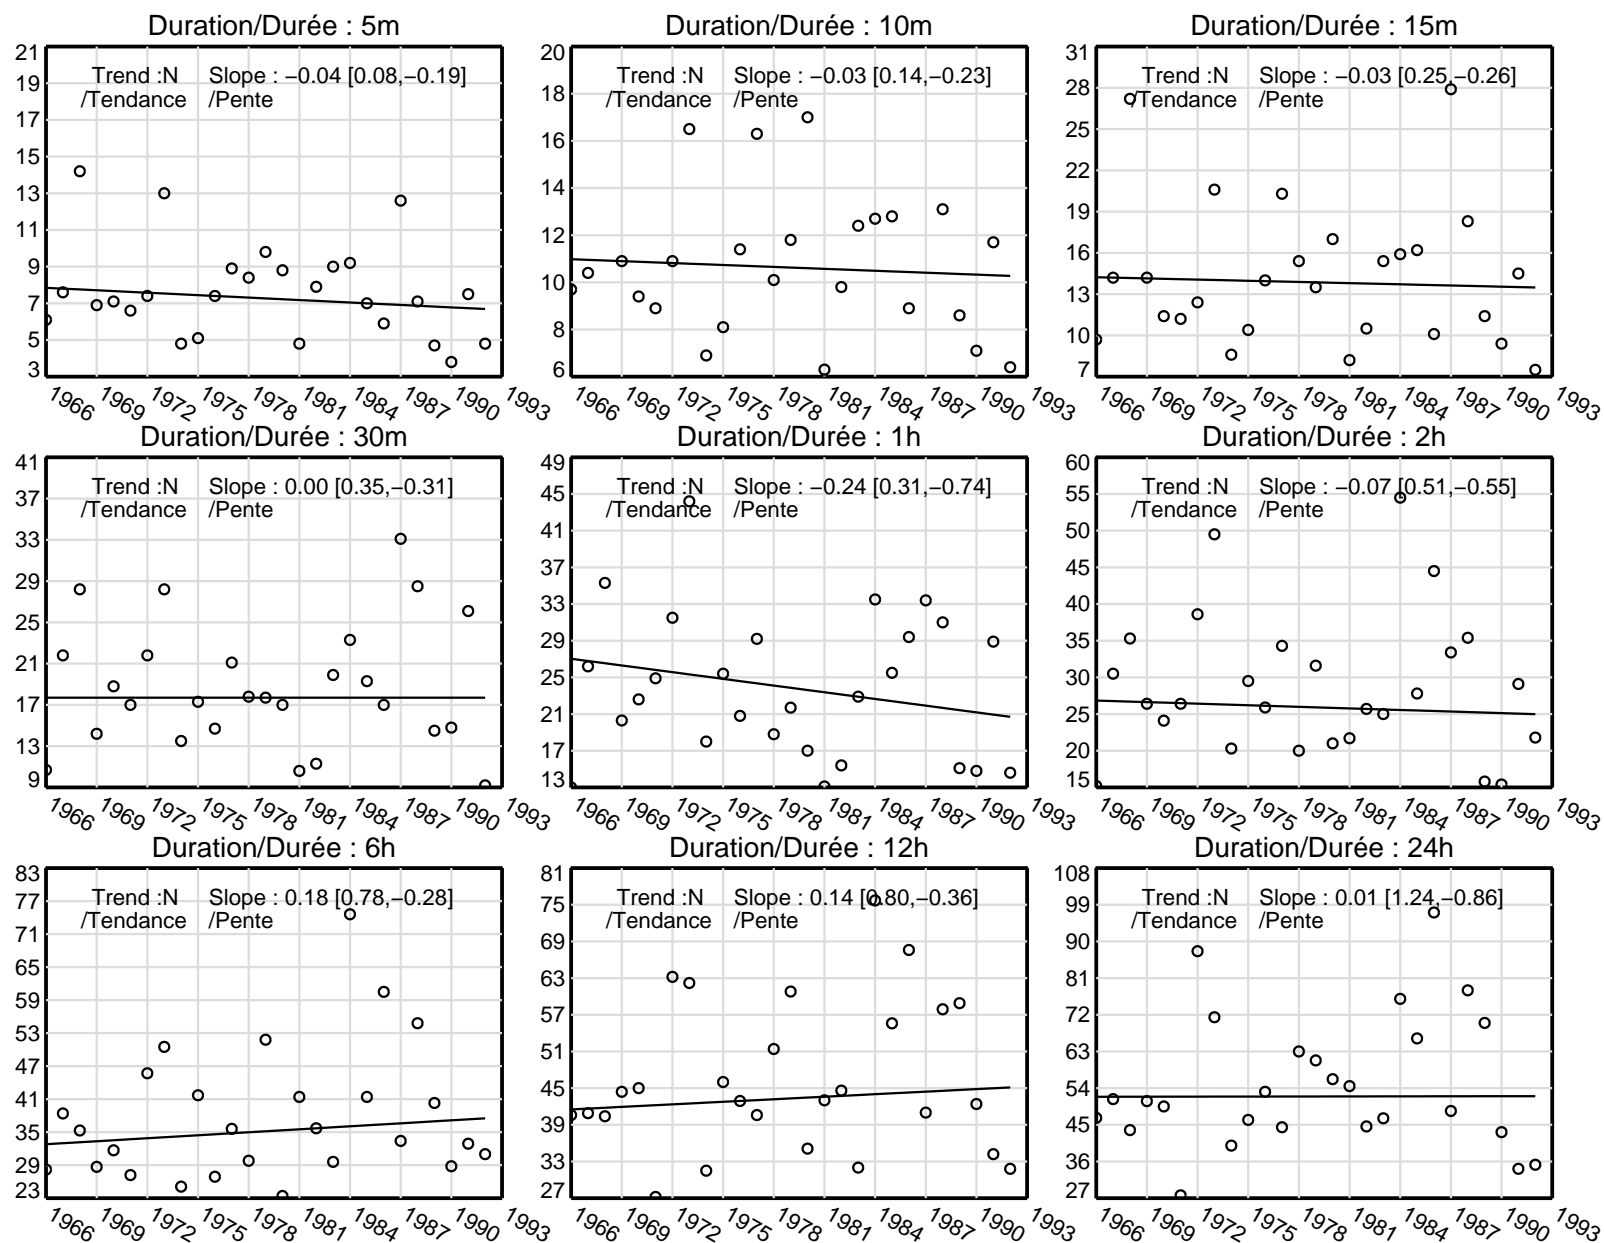 Duration/Durée : 5m
Trend :N Slope : −0.04 [0.08,−0.19]
/Tendance /Pente
21
19
17
15
13
11
9
7
5
3
1966 1969 1972 1975 1978 1981 1984 1987 1990 1993
Duration/Durée : 10m
Trend :N Slope : −0.03 [0.14,−0.23]
/Tendance /Pente
20
18
16
14
12
10
8
6
1966 1969 1972 1975 1978 1981 1984 1987 1990 1993
Duration/Durée : 15m
Trend :N Slope : −0.03 [0.25,−0.26]
/Tendance /Pente
31
28
25
22
19
16
13
10
7
1966 1969 1972 1975 1978 1981 1984 1987 1990 1993
Duration/Durée : 30m
Trend :N Slope : 0.00 [0.35,−0.31]
/Tendance /Pente
41
37
33
29
25
21
17
13
9
1966 1969 1972 1975 1978 1981 1984 1987 1990 1993
Duration/Durée : 1h
Trend :N Slope : −0.24 [0.31,−0.74]
/Tendance /Pente
49
45
41
37
33
29
25
21
17
13
1966 1969 1972 1975 1978 1981 1984 1987 1990 1993
Duration/Durée : 2h
Trend :N Slope : −0.07 [0.51,−0.55]
/Tendance /Pente
60
55
50
45
40
35
30
25
20
15
1966 1969 1972 1975 1978 1981 1984 1987 1990 1993
Duration/Durée : 6h
Trend :N Slope : 0.18 [0.78,−0.28]
/Tendance /Pente
83
77
71
65
59
53
47
41
35
29
23
1966 1969 1972 1975 1978 1981 1984 1987 1990 1993
Duration/Durée : 12h
Trend :N Slope : 0.14 [0.80,−0.36]
/Tendance /Pente
81
75
69
63
57
51
45
39
33
27
1966 1969 1972 1975 1978 1981 1984 1987 1990 1993
Duration/Durée : 24h
Trend :N Slope : 0.01 [1.24,−0.86]
/Tendance /Pente
108
99
90
81
72
63
54
45
36
27
1966 1969 1972 1975 1978 1981 1984 1987 1990 1993